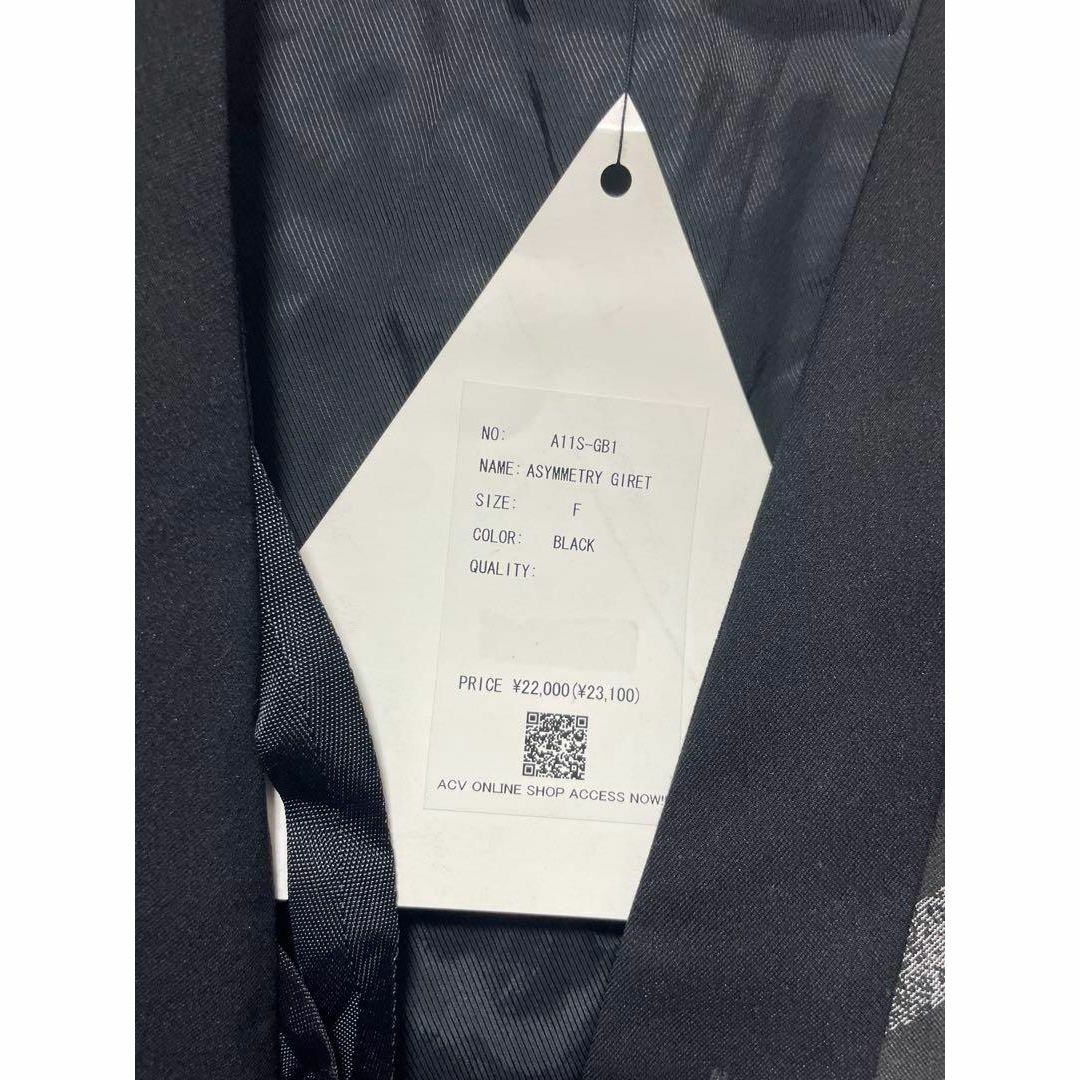 NO: A11S-GB1
NAME: ASYMMETRY GIRET
SIZE: F
COLOR: BLACK
QUALITY:
PRICE ¥22,000(¥23,100)
ACV ONLINE SHOP ACCESS NOW!